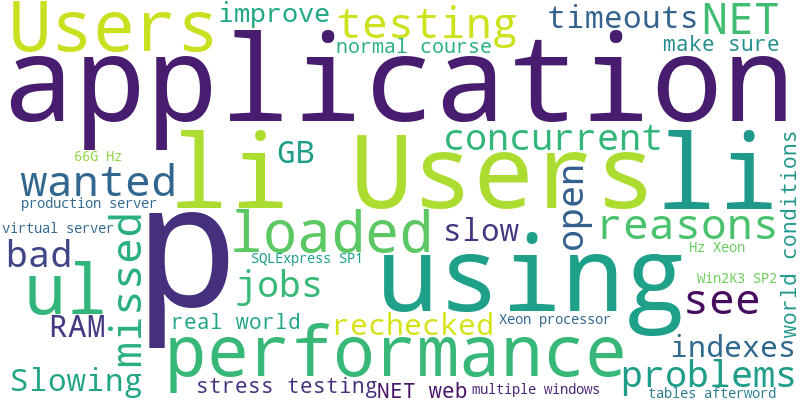 Users improve testing timeouts NET
normal course make sure
application
66G Hz li Users li
GB concurrent
wanted
production server
virtual server p loaded slow open reasons
bad SQLExpress SP1 using Hz Xeon
ul missed jobs Win2K3 SP2 see
world conditions
RAM real world rechecked Xeon processor
performance indexes
Slowing problems
stress testing NET web multiple windows tables afterword